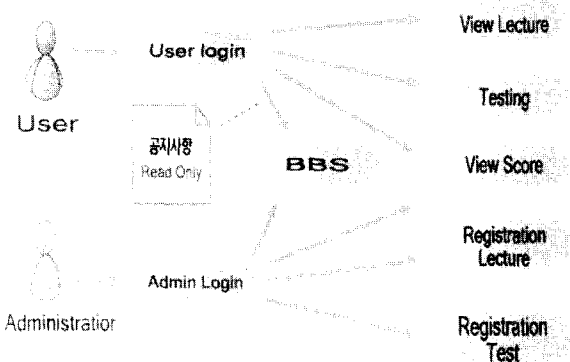 User
User login
공지사항
Read Only
BBS
View Lecture
Testing
View Score
Administration
Admin Login
Registration
Lecture
Registration
Test